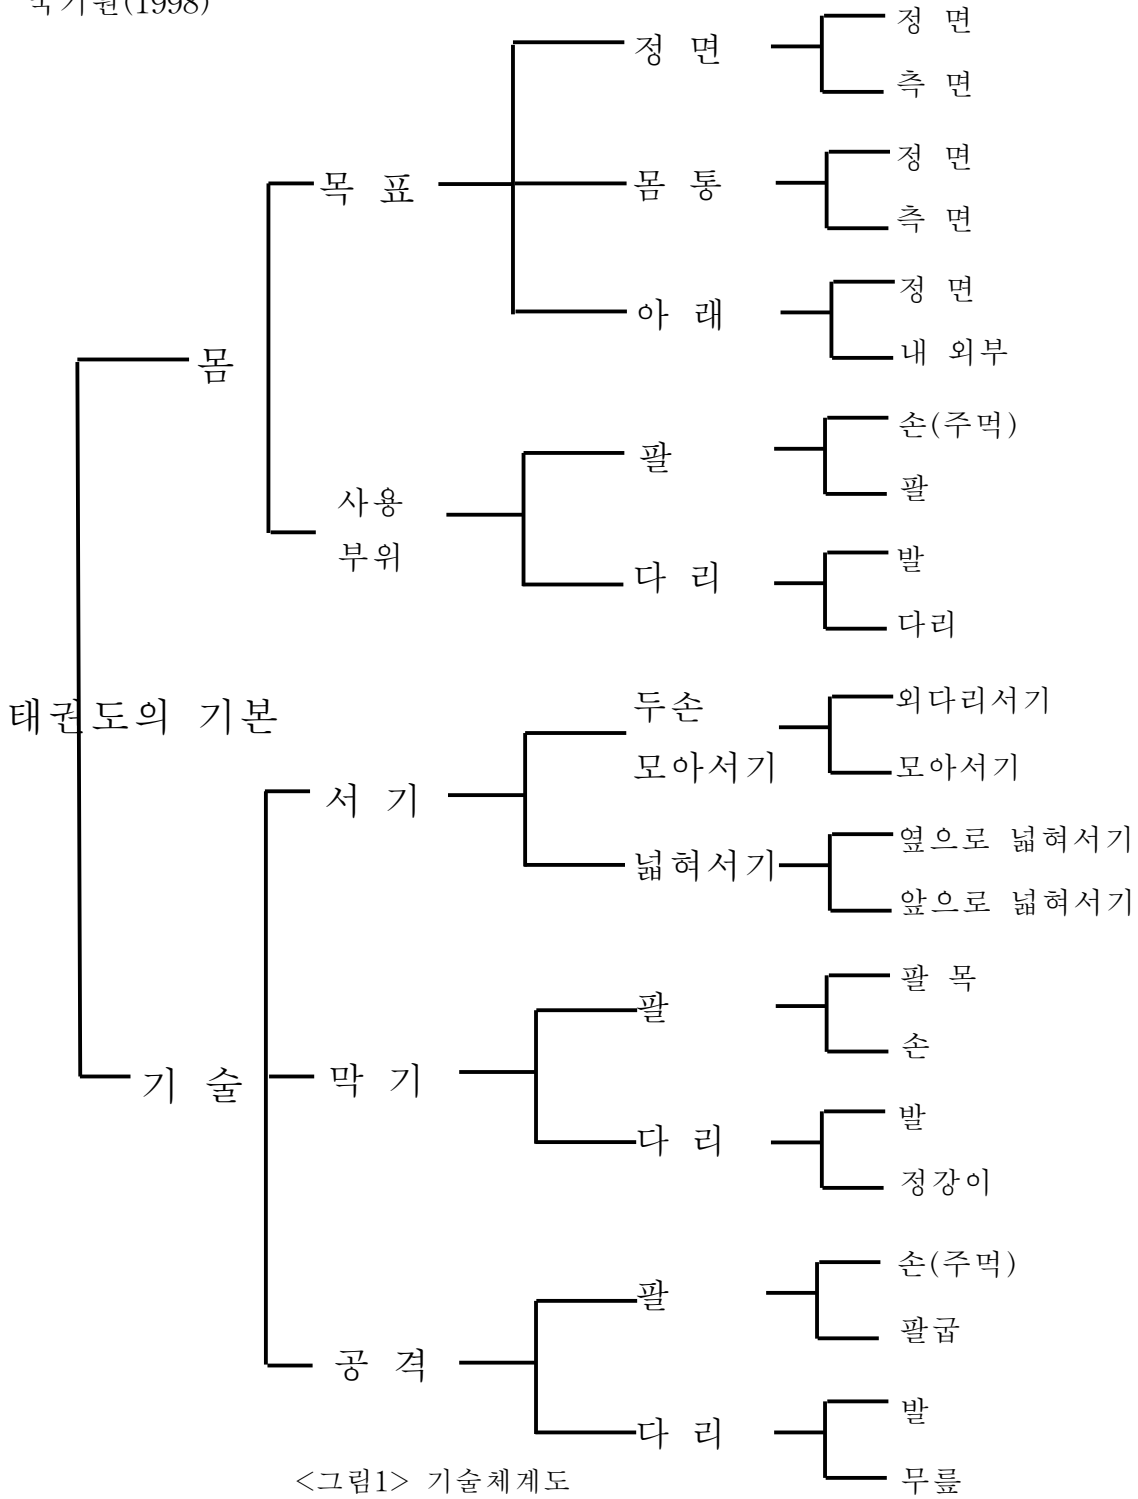 국기원(1998)
정 면
정 면
측 면
목 표
몸 통
정 면
측 면
아 래
정 면
내 외부
몸
사용
부위
팔
손(주먹)
팔
다 리
발
다리
태권도의 기본
두손
모아서기
외다리서기
모아서기
서 기
넓혀서기
옆으로 넓혀서기
앞으로 넓혀서기
기 술
막 기
팔
팔 목
손
다 리
발
정강이
공 격
팔
손(주먹)
팔굽
다 리
발
무릎
<그림1> 기술체계도